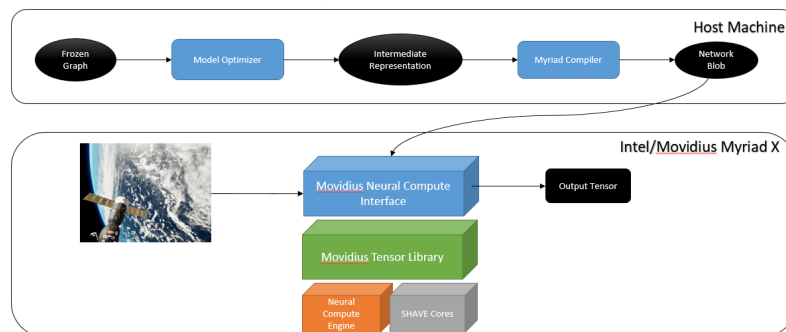 Host Machine
Frozen
Graph
Model Optimizer
Intermediate
Representation
Myriad Compiler
Network
Blob
Intel/Movidius Myriad X
Movidius Neural Compute
Interface
Output Tensor
Movidius Tensor Library
Neural
Compute
Engine
SHAVE Cores